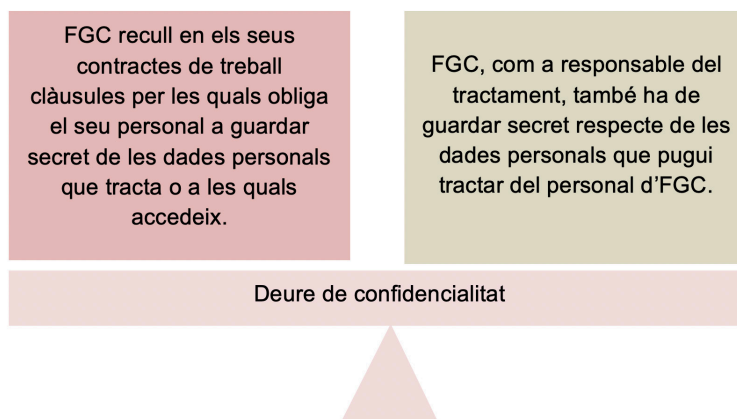 FGC recull en els seus
contractes de treball
clàusules per les quals obliga
el seu personal a guardar
secret de les dades personals
que tracta o a les quals
accedeix.
FGC, com a responsable del
tractament, també ha de
guardar secret respecte de les
dades personals que pugui
tractar del personal d’FGC.
Deure de confidencialitat